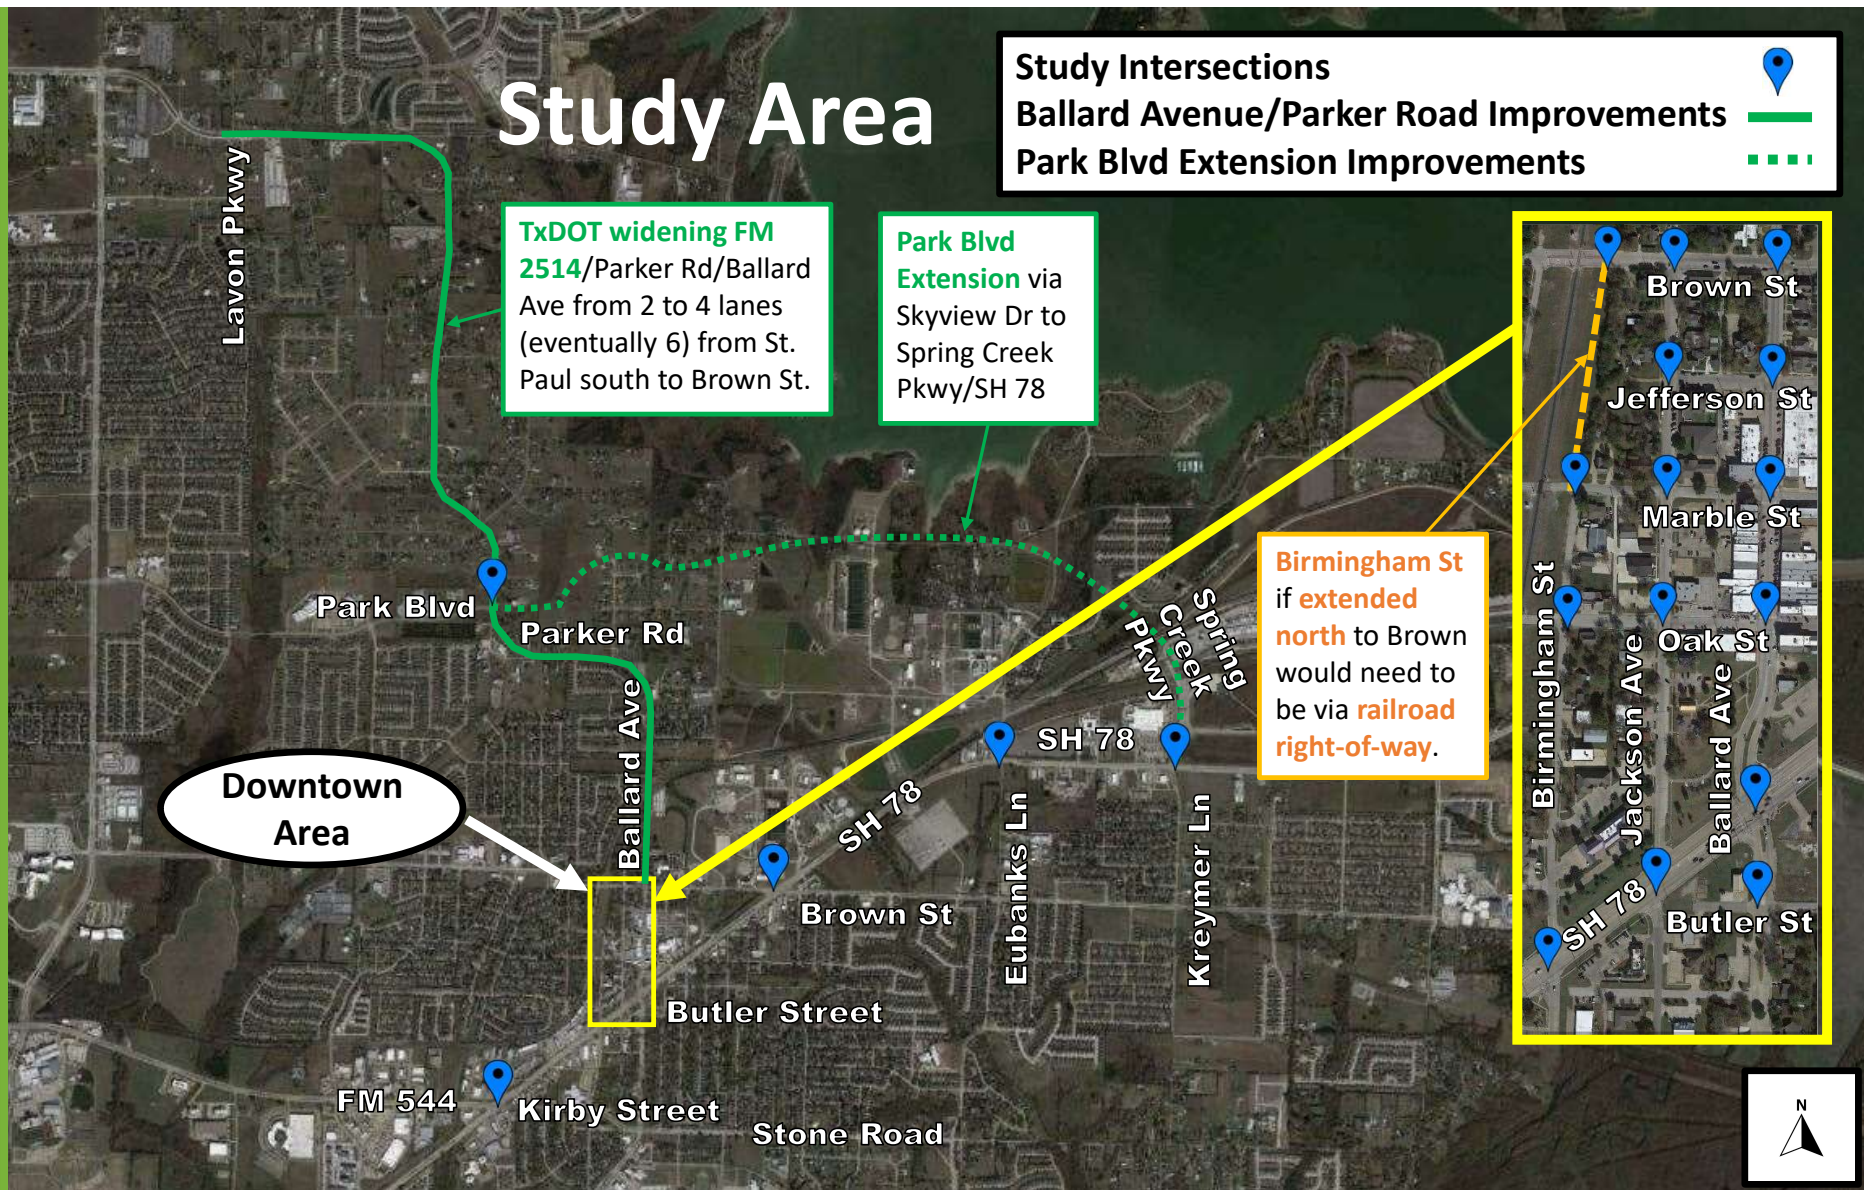 Study Area
Study Intersections
Ballard Avenue/Parker Road Improvements
Park Blvd Extension Improvements
TxDOT widening FM
2514/Parker Rd/Ballard
Ave from 2 to 4 lanes
(eventually 6) from St.
Paul south to Brown St.
Park Blvd
Extension via
Skyview Dr to
Spring Creek
Pkwy/SH 78
Lavon Pkwy
Park Blvd
Parker Rd
Ballard Ave
Spring
Creek
Pkwy
SH 78
SH 78
Downtown
Area
Brown St
Eubanks Ln
Kreymer Ln
Butler Street
FM 544
Kirby Street
Stone Road
Birmingham St
if extended
north to Brown
would need to
be via railroad
right-of-way.
Brown St
Jefferson St
Marble St
Oak St
Birmingham St
Jackson Ave
Ballard Ave
SH 78
Butler St
N